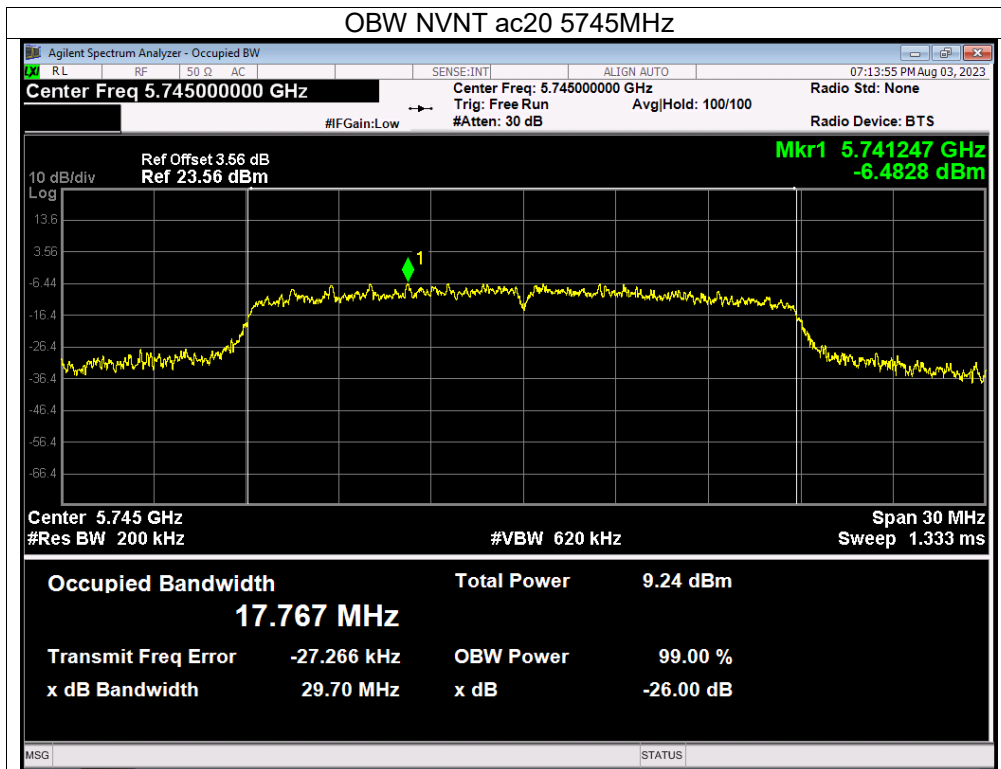 OBW NVNT ac20 5745MHz
Agilent Spectrum Analyzer - Occupied BW
LXI RL RF 50 Ω AC SENSE:INT ALIGN AUTO 07:13:55 PM Aug 03, 2023
Center Freq 5.745000000 GHz Center Freq: 5.745000000 GHz Radio Std: None
Trig: Free Run Avg|Hold: 100/100
#IFGain:Low #Atten: 30 dB Radio Device: BTS
Mkr1 5.741247 GHz
-6.4828 dBm
Ref Offset 3.56 dB
10 dB/div Ref 23.56 dBm
Log
13.6
3.56
1
-6.44
-16.4
-26.4
-36.4
-46.4
-56.4
-66.4
Center 5.745 GHz Span 30 MHz
#Res BW 200 kHz #VBW 620 kHz Sweep 1.333 ms
Occupied Bandwidth Total Power 9.24 dBm
17.767 MHz
Transmit Freq Error -27.266 kHz OBW Power 99.00 %
x dB Bandwidth 29.70 MHz x dB -26.00 dB
MSG STATUS